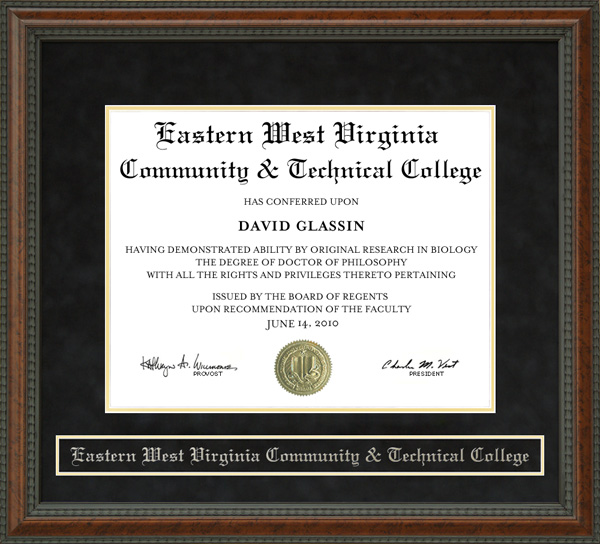 Eastern West Virginia
Community & Technical College
HAS CONFERRED UPON
DAVID GLASSIN
HAVING DEMONSTRATED ABILITY BY ORIGINAL RESEARCH IN BIOLOGY
THE DEGREE OF DOCTOR OF PHILOSOPHY
WITH ALL THE RIGHTS AND PRIVILEGES THERETO PERTAINING
ISSUED BY THE BOARD OF REGENTS
UPON RECOMMENDATION OF THE FACULTY
JUNE 14, 2010
PROVOST
Charles M. Vest
PRESIDENT
Eastern West Virginia Community & Technical College